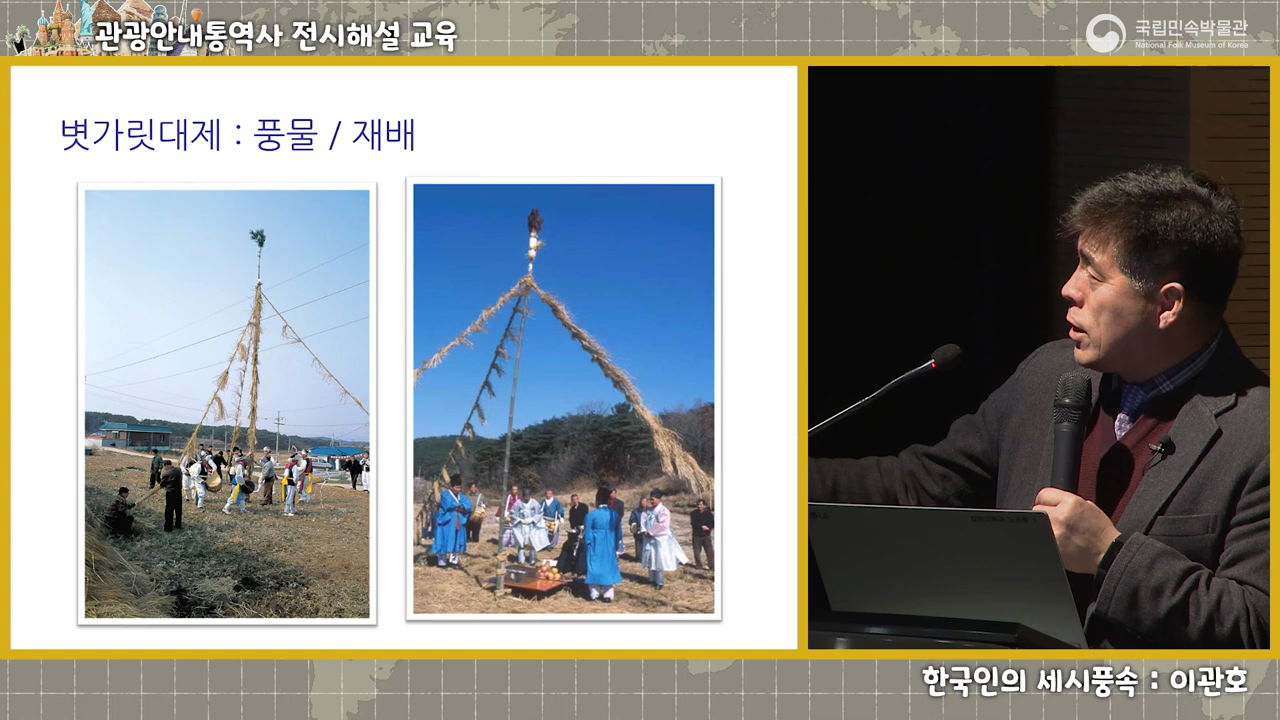 관광안내통역사 전시해설 교육
국립민속박물관
National Folk Museum of Korea
볏가릿대제 : 풍물 / 재배
한국인의 세시풍속 : 이관호